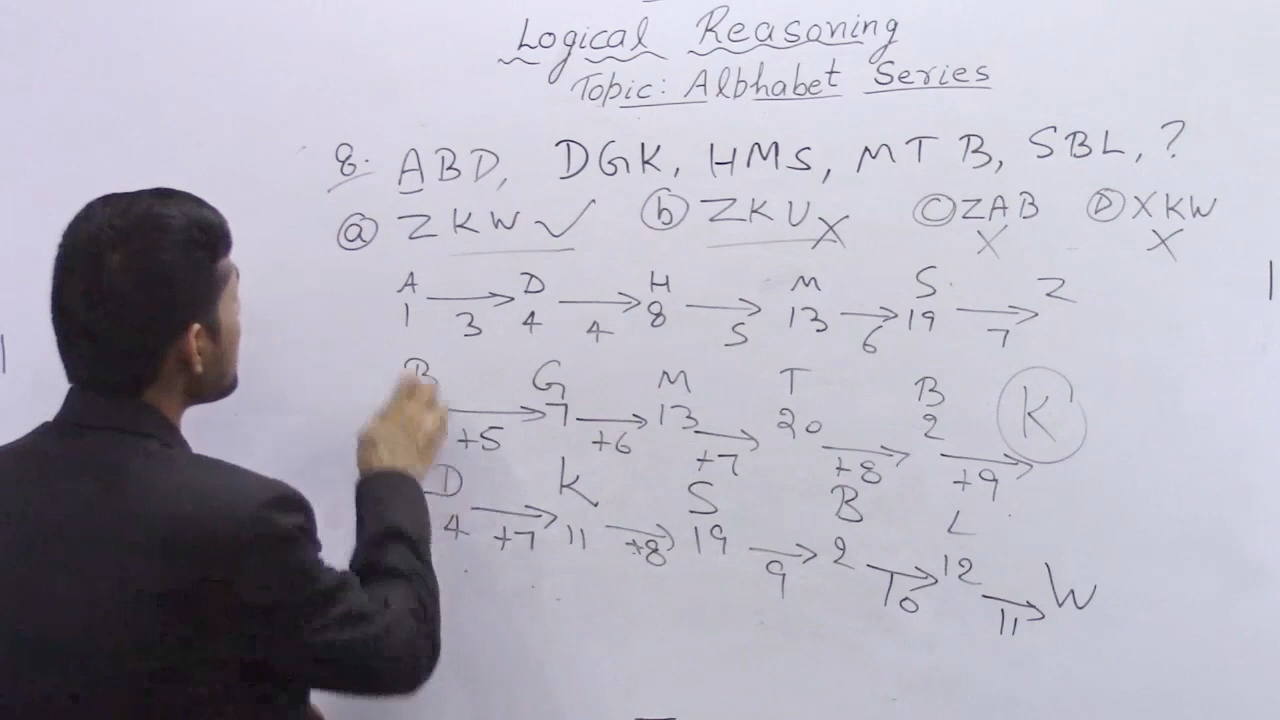 Logical Reasoning
Topic: Alphabet Series
8. ABD, DGK, HMS, MTB, SBL, ?
(a) ZKW ✓ (b) ZKU X (C) ZAB X (D) XKW X
A D H M S Z
1 → 4 → 8 → 13 → 19 →
3 4 5 6 7
B G M T B K
→ 7 → 13 → 20 → 2 →
+5 +6 +7 +8 +9
D K S B L W
4 → 11 → 19 → 2 → 12 →
+7 +8 9 10 11